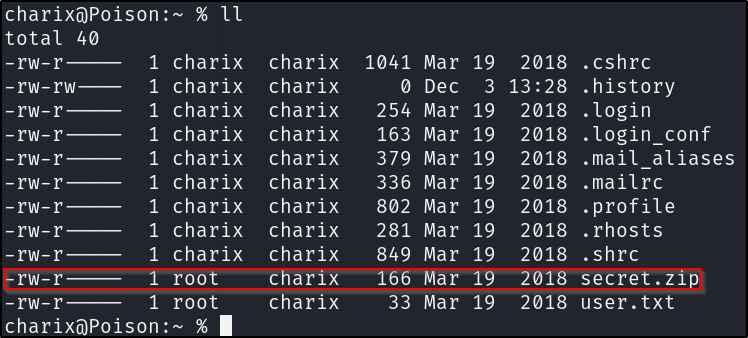 charix@Poison:~ % ll
total 40
-rw-r-----  1 charix  charix  1041 Mar 19  2018 .cshrc
-rw-rw----  1 charix  charix     0 Dec  3 13:28 .history
-rw-r-----  1 charix  charix   254 Mar 19  2018 .login
-rw-r-----  1 charix  charix   163 Mar 19  2018 .login_conf
-rw-r-----  1 charix  charix   379 Mar 19  2018 .mail_aliases
-rw-r-----  1 charix  charix   336 Mar 19  2018 .mailrc
-rw-r-----  1 charix  charix   802 Mar 19  2018 .profile
-rw-r-----  1 charix  charix   281 Mar 19  2018 .rhosts
-rw-r-----  1 charix  charix   849 Mar 19  2018 .shrc
-rw-r-----  1 root    charix   166 Mar 19  2018 secret.zip
-rw-r-----  1 root    charix    33 Mar 19  2018 user.txt
charix@Poison:~ %